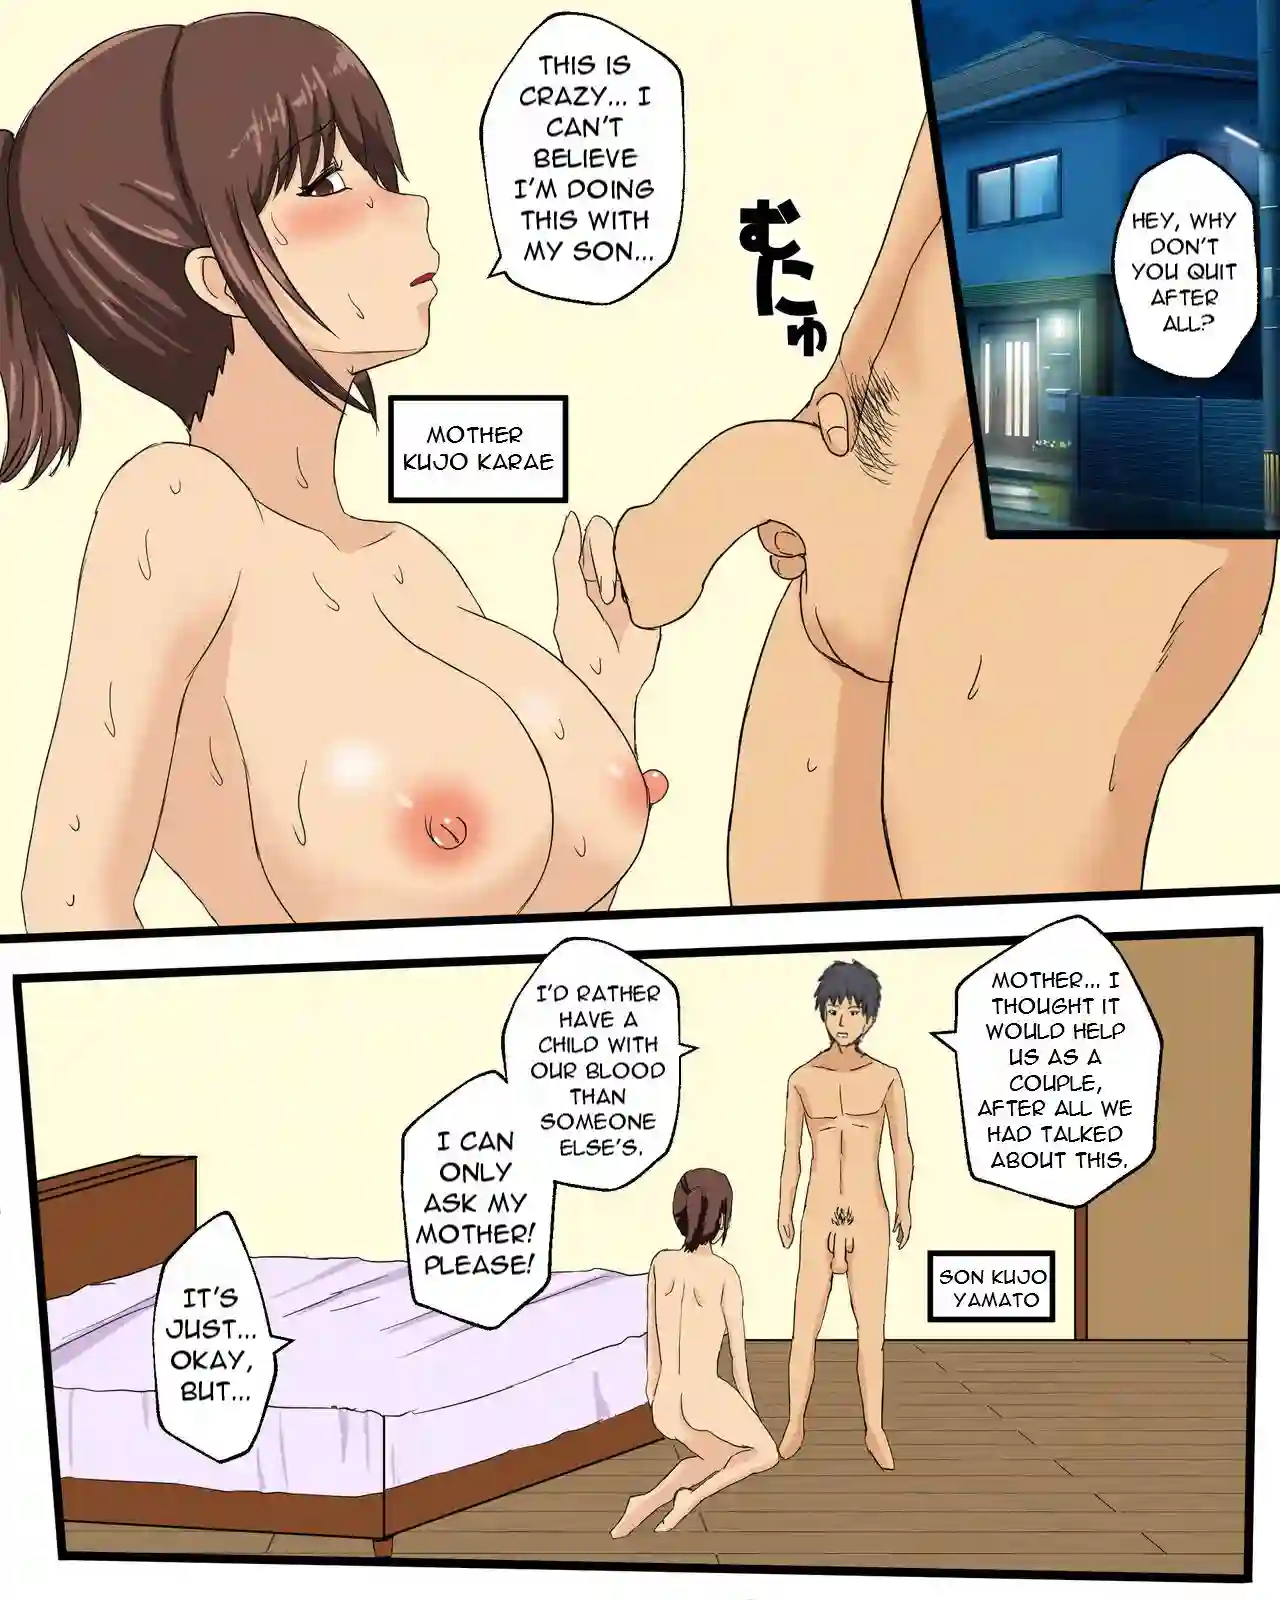 HEY, WHY
DON'T
YOU QUIT
AFTER
ALL?
THIS IS
CRAZY... I
CAN'T
BELIEVE
I'M DOING
THIS WITH
MY SON...
むにゅ
MOTHER
KUJO KARAE
MOTHER... I
THOUGHT IT
WOULD HELP
US AS A
COUPLE,
AFTER ALL WE
HAD TALKED
ABOUT THIS.
SON KUJO
YAMATO
I'D RATHER
HAVE A
CHILD WITH
OUR BLOOD
THAN
SOMEONE
ELSE'S.
I CAN
ONLY
ASK MY
MOTHER!
PLEASE!
IT'S
JUST...
OKAY,
BUT...